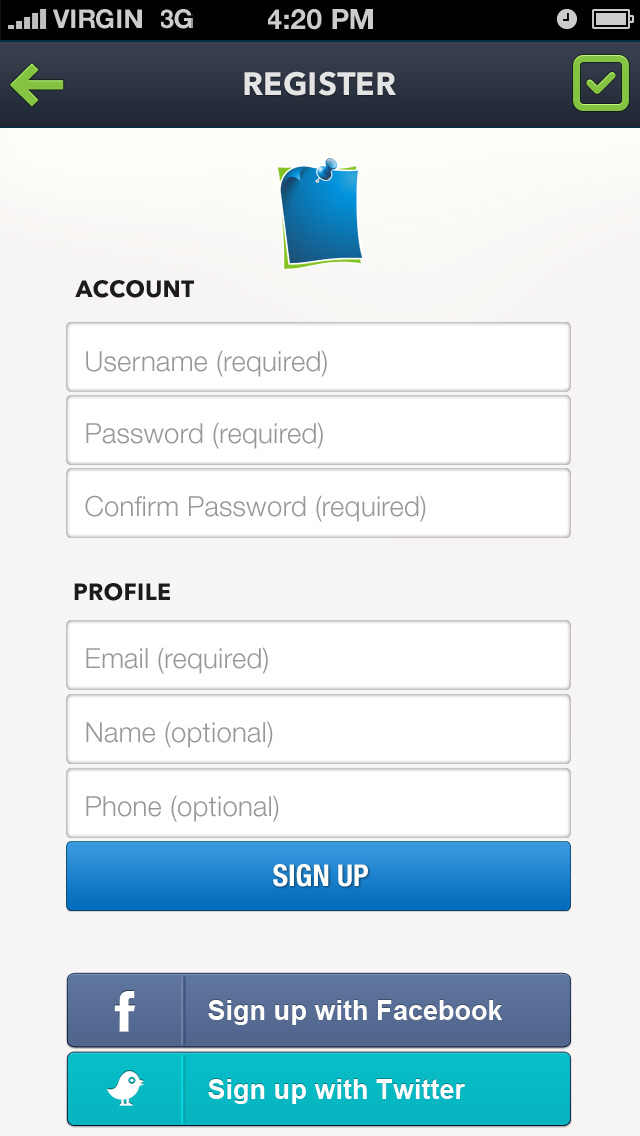 VIRGIN 3G 4:20 PM
REGISTER
ACCOUNT
Username (required)
Password (required)
Confirm Password (required)
PROFILE
Email (required)
Name (optional)
Phone (optional)
SIGN UP
f Sign up with Facebook
Sign up with Twitter